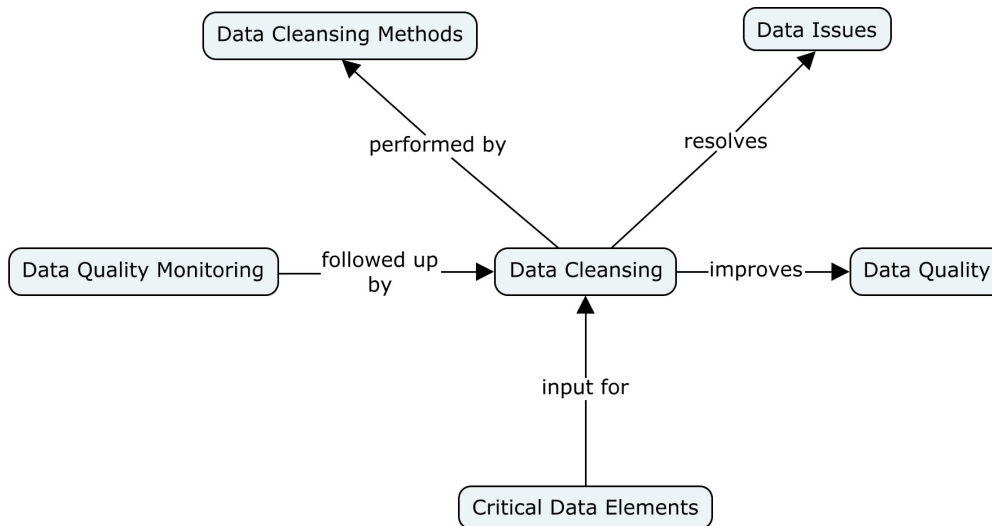 Data Cleansing Methods
Data Issues
performed by
resolves
Data Quality Monitoring
followed up
by
Data Cleansing
improves
Data Quality
input for
Critical Data Elements